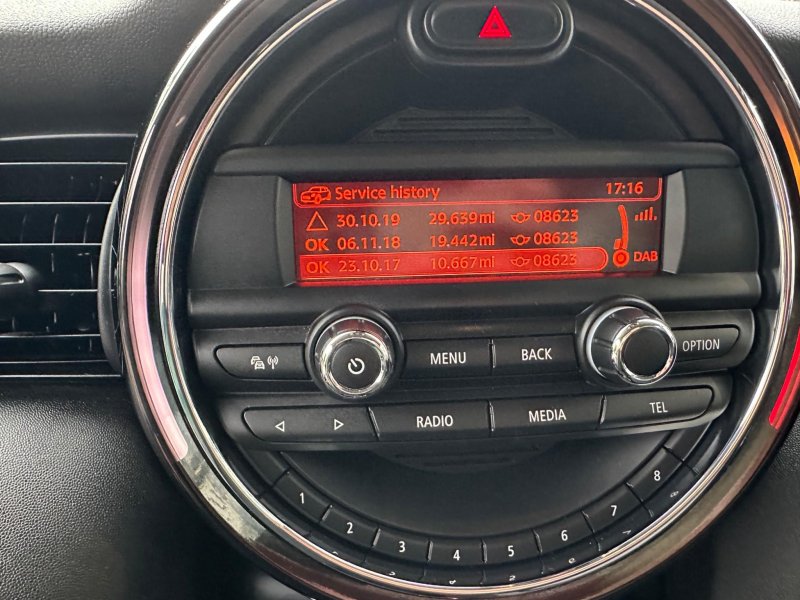 Service history 17:16
30.10.19 29.639mi 08623
OK 06.11.18 19.442mi 08623
OK 23.10.17 10.667mi 08623
DAB
MENU BACK OPTION
RADIO MEDIA TEL
1 2 3 4 5 6 7 8